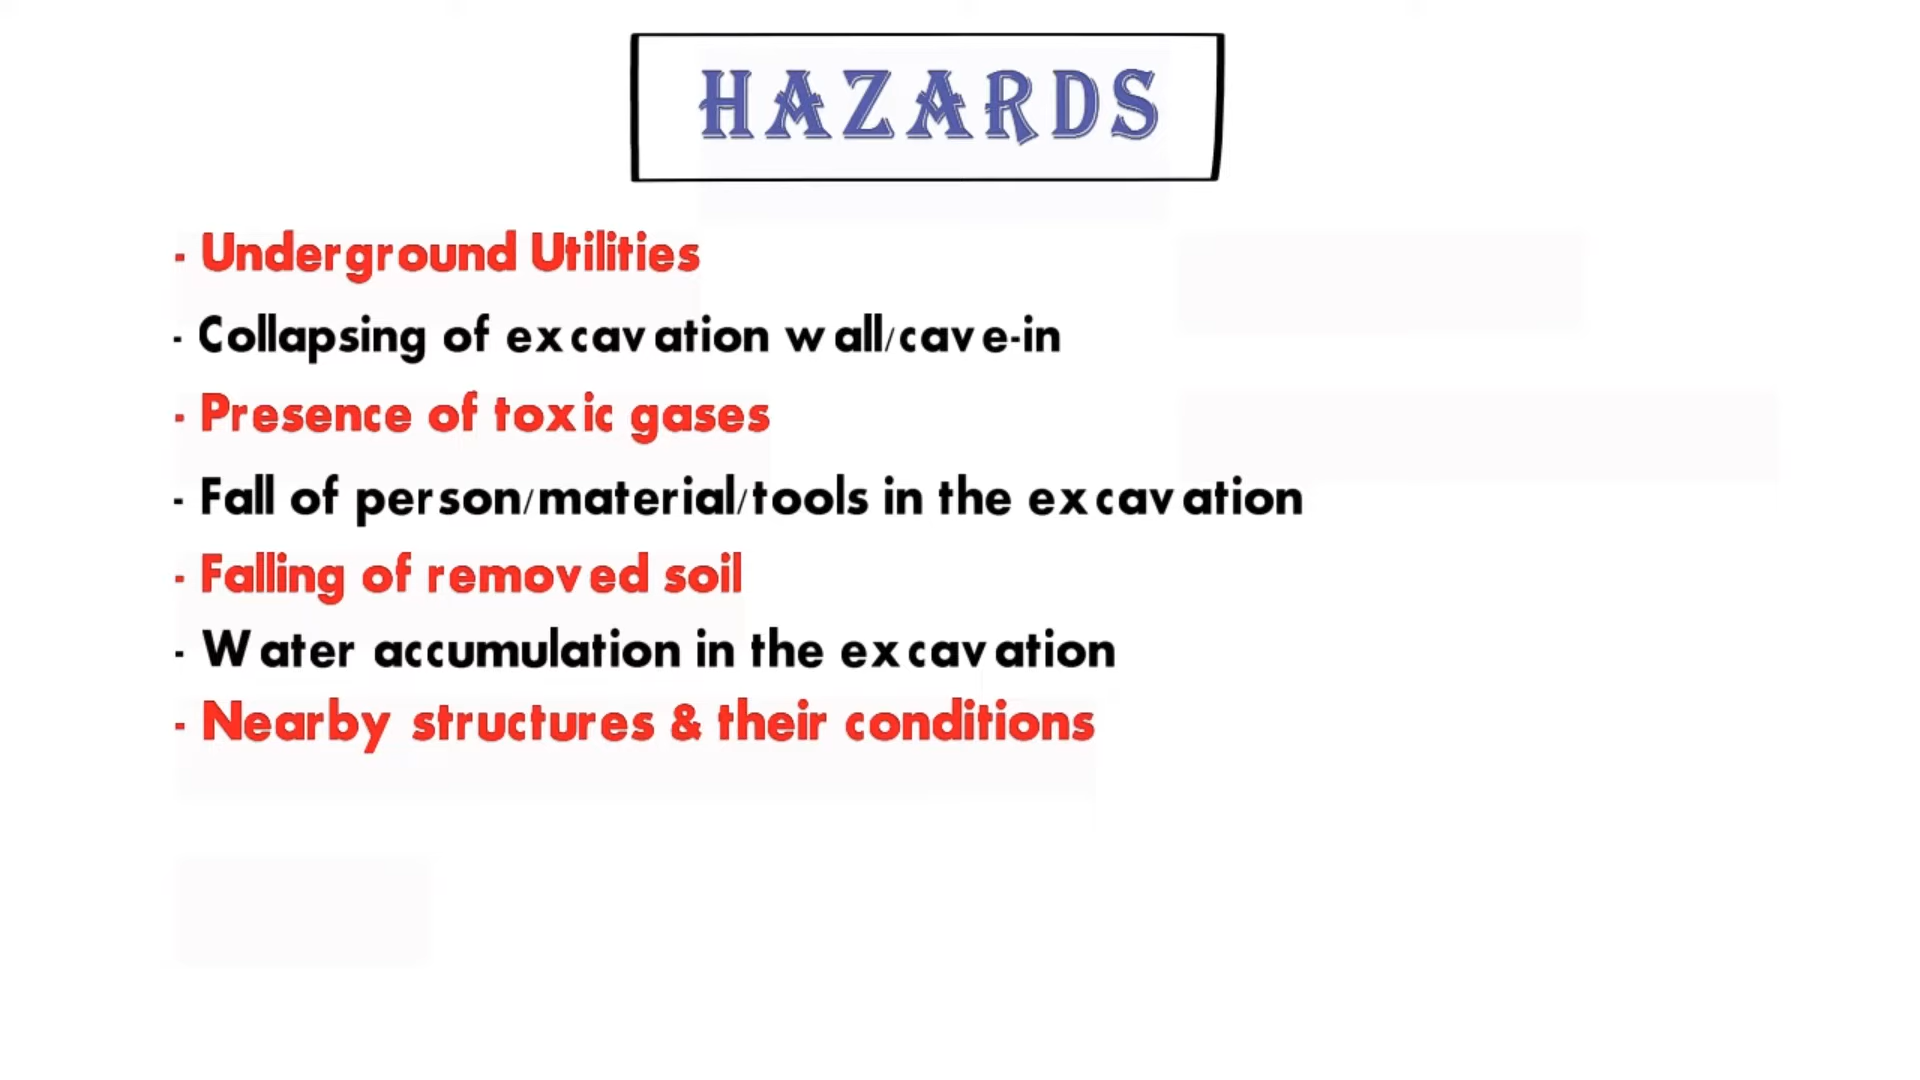 HAZARDS
- Underground Utilities
- Collapsing of excavation wall/cave-in
- Presence of toxic gases
- Fall of person/material/tools in the excavation
- Falling of removed soil
- Water accumulation in the excavation
- Nearby structures & their conditions